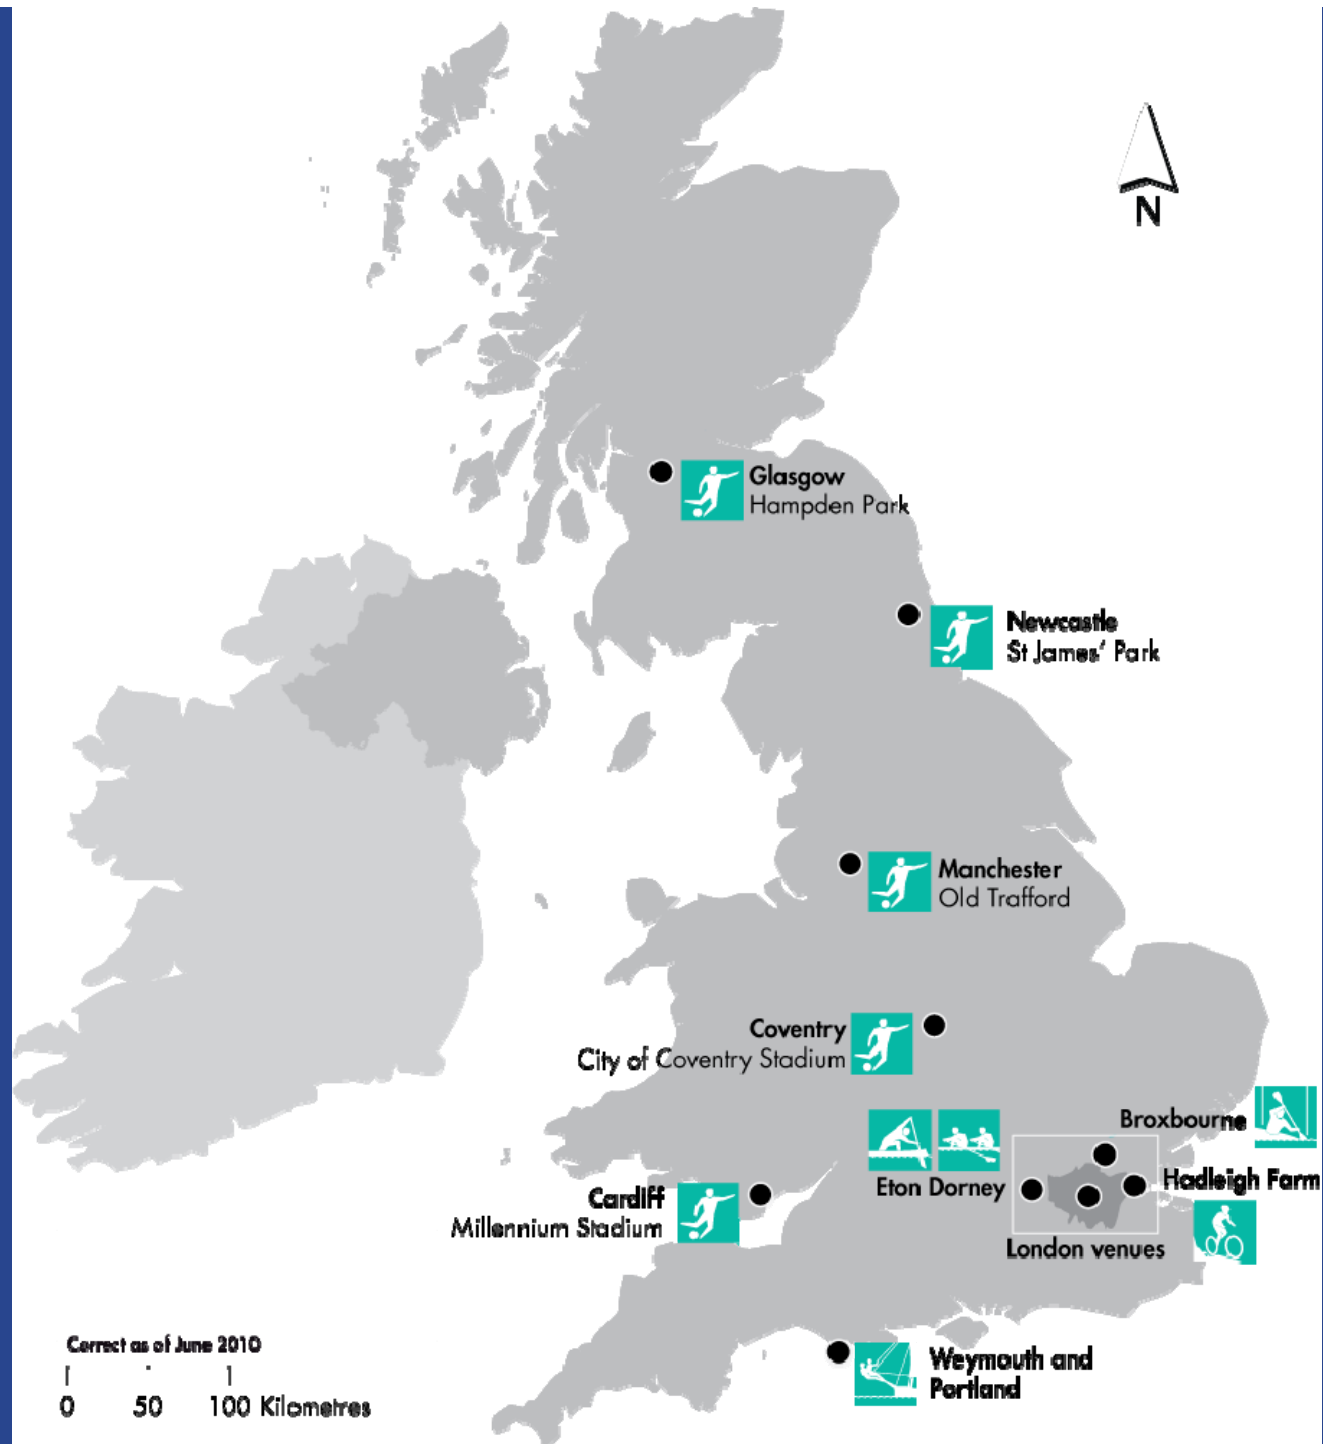 N
Glasgow
Hampden Park
Newcastle
St James' Park
Manchester
Old Trafford
Coventry
City of Coventry Stadium
Broxbourne
Eton Dorney
Hadleigh Farm
Cardiff
Millennium Stadium
London venues
Weymouth and
Portland
Correct as of June 2010
0 50 100 Kilometres